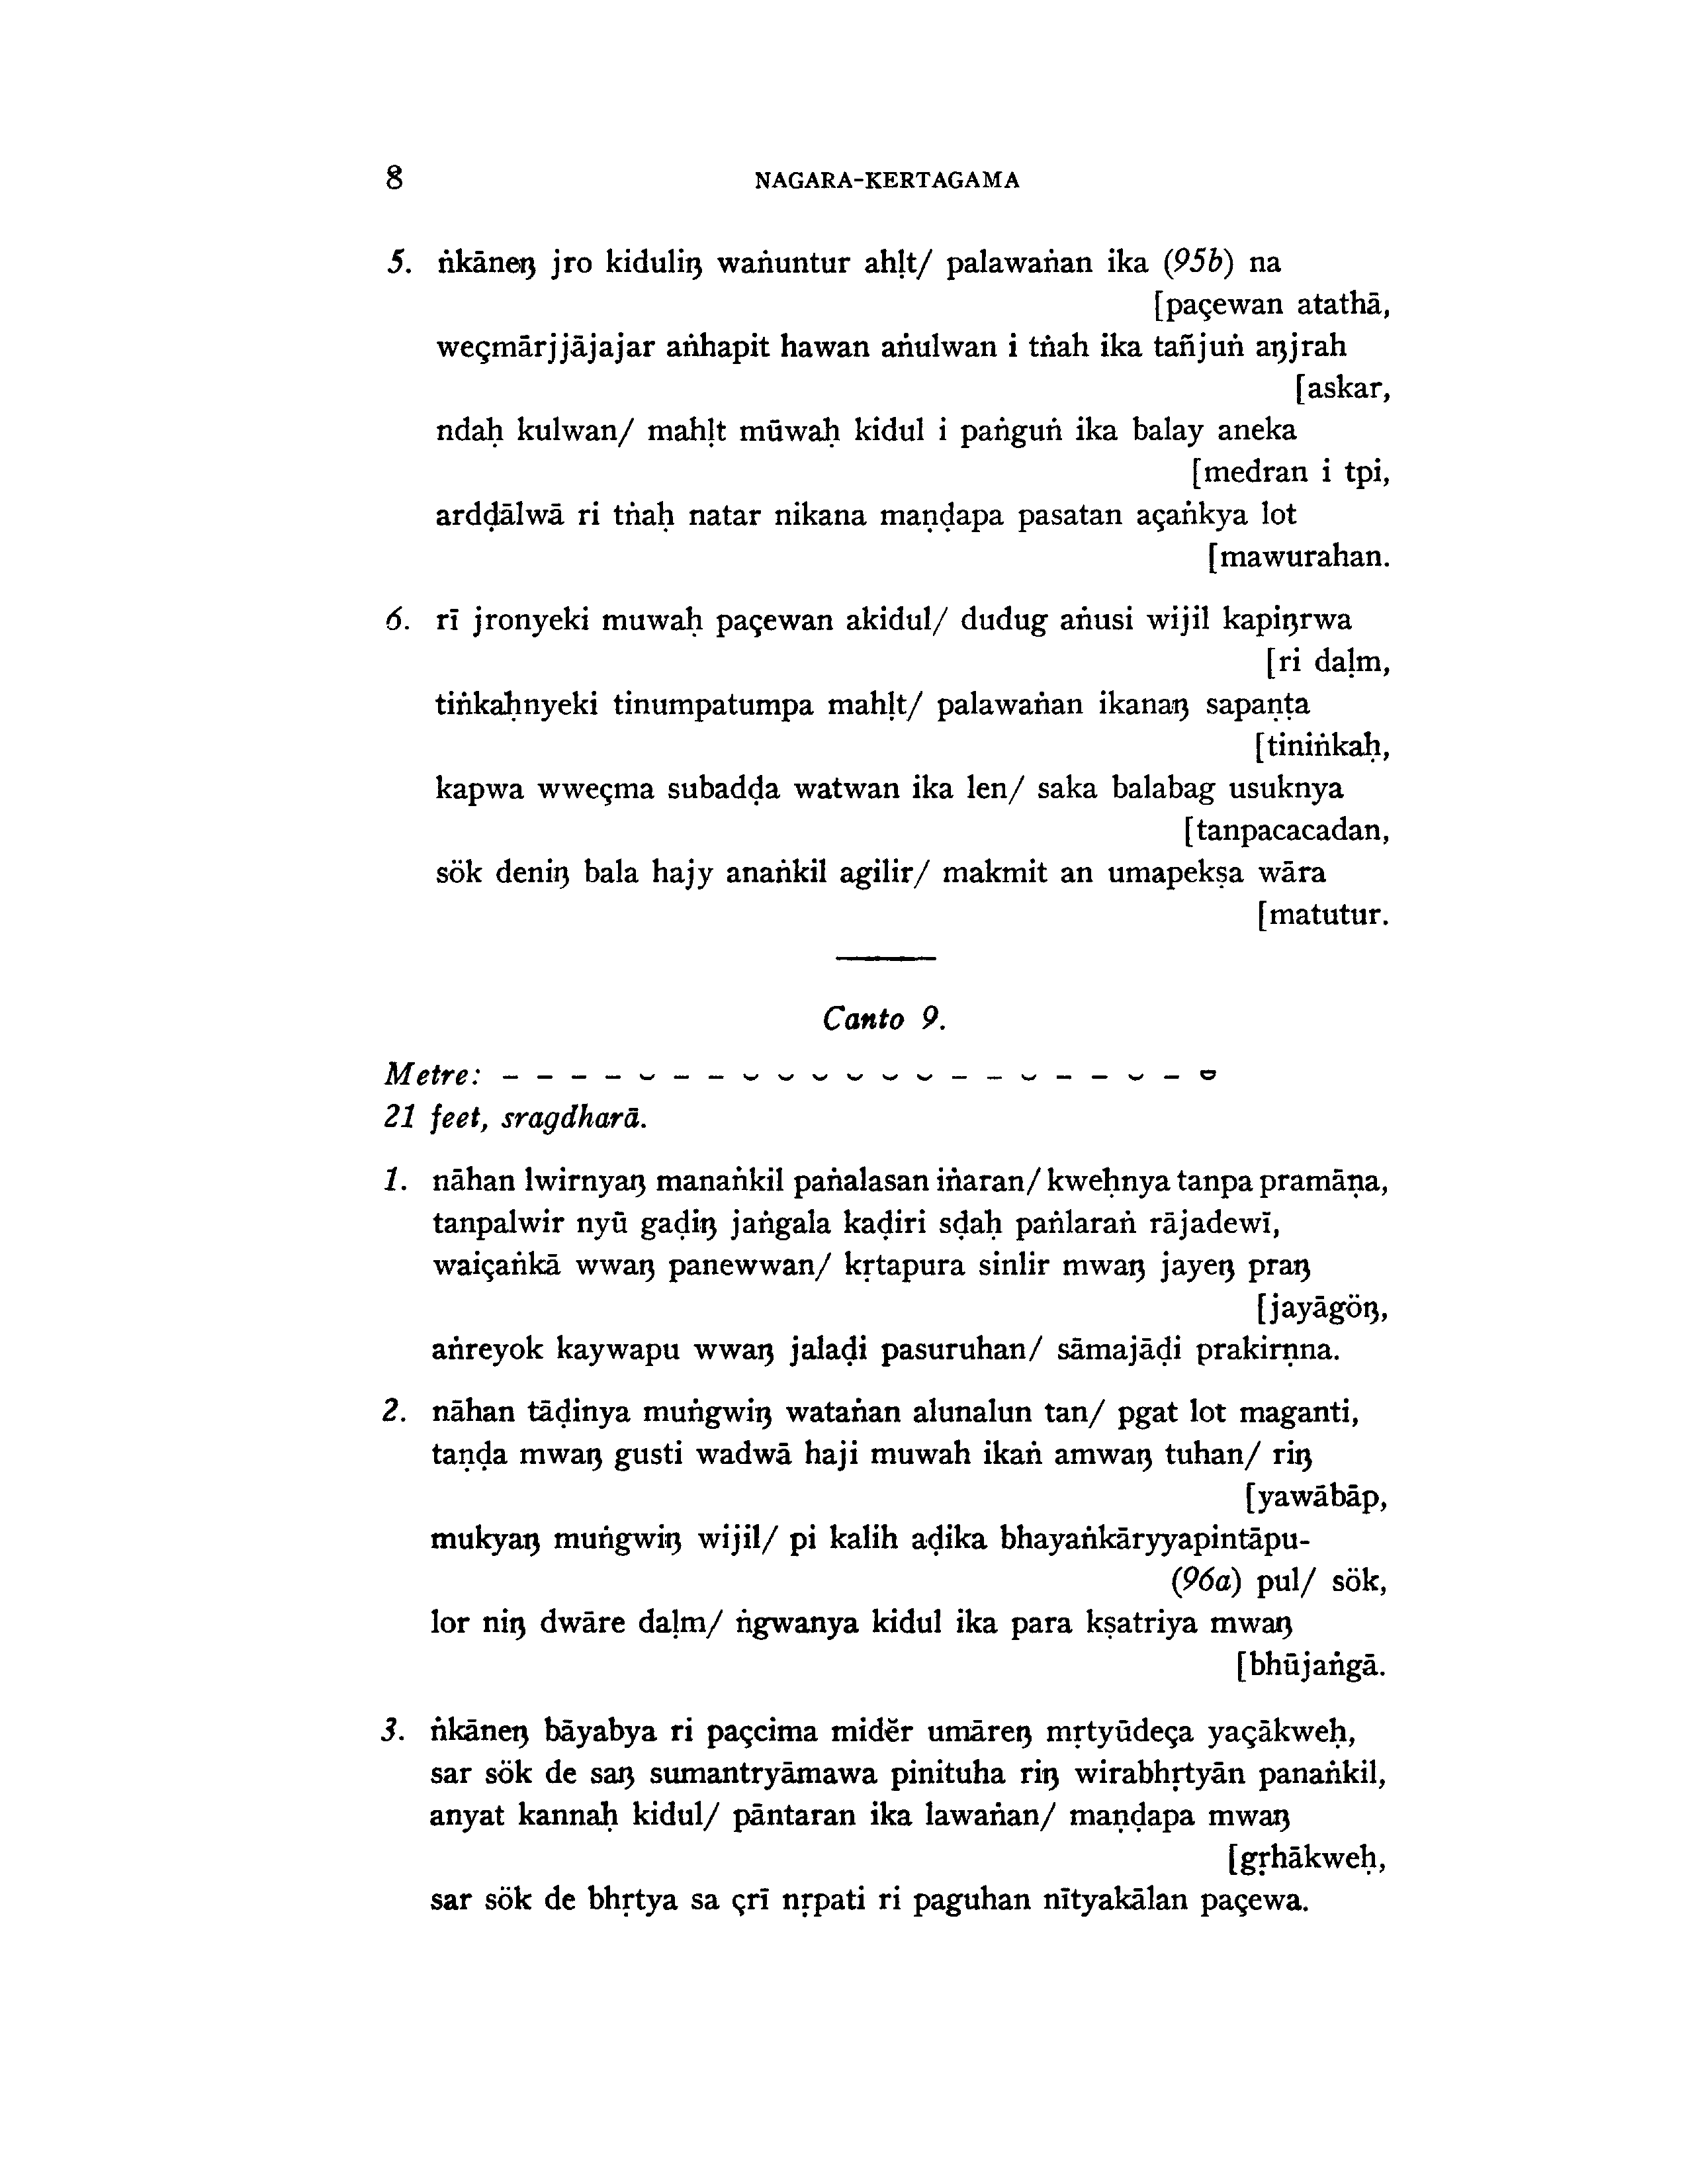 8 NAGARA-KERTAGAMA
5. ṅkāneŋ jro kiduliŋ waṅuntur ahḷt/ palawaṅan ika (95b) na
[paçewan atathā,
weçmārjjājajar aṅhapit hawan aṅulwan i tṅah ika tañjuṅ aŋjrah
[askar,
ndaḥ kulwan/ mahḷt mūwaḥ kidul i paṅguṅ ika balay aneka
[medran i tpi,
ardḍālwā ri tṅaḥ natar nikana maṇḍapa pasatan açaṅkya lot
[mawurahan.
6. rī jronyeki muwaḥ paçewan akidul/ dudug aṅusi wijil kapiŋrwa
[ri daḷm,
tiṅkaḥnyeki tinumpatumpa mahḷt/ palawaṅan ikanaŋ sapaṇṭa
[tiniṅkaḥ,
kapwa wweçma subadḍa watwan ika len/ saka balabag usuknya
[tanpacacadan,
sök deniŋ bala hajy anaṅkil agilir/ makmit an umapekṣa wāra
[matutur.
Canto 9.
Metre: – – – – ⏑ – – ⏑ ⏑ ⏑ ⏑ ⏑ ⏑ – – ⏑ – – ⏑ – ⏓
21 feet, sragdharā.
1. nāhan lwirnyaŋ manaṅkil paṅalasan iṅaran/ kweḥnya tanpa pramāṇa,
tanpalwir nyū gaḍiŋ jaṅgala kaḍiri sḍaḥ paṅlaraṅ rājadewī,
waiçaṅkā wwaŋ panewwan/ kṛtapura sinlir mwaŋ jayeŋ praŋ
[jayāgöŋ,
aṅreyok kaywapu wwaŋ jalaḍi pasuruhan/ sāmajāḍi prakirṇna.
2. nāhan tāḍinya muṅgwiŋ wataṅan alunalun tan/ pgat lot maganti,
taṇḍa mwaŋ gusti wadwā haji muwah ikaṅ amwaŋ tuhan/ riŋ
[yawābāp,
mukyaŋ muṅgwiŋ wijil/ pi kalih aḍika bhayaṅkāryyapintāpu-
(96a) pul/ sök,
lor niŋ dwāre daḷm/ ṅgwanya kidul ika para kṣatriya mwaŋ
[bhūjaṅgā.
3. ṅkāneŋ bāyabya ri paçcima midĕr umāreŋ mṛtyūdeça yaçākweḥ,
sar sök de saŋ sumantryāmawa pinituha riŋ wirabhṛtyān panaṅkil,
anyat kannaḥ kidul/ pāntaran ika lawaṅan/ maṇḍapa mwaŋ
[gṛhākweḥ,
sar sök de bhṛtya sa çrī nṛpati ri paguhan nītyakālan paçewa.